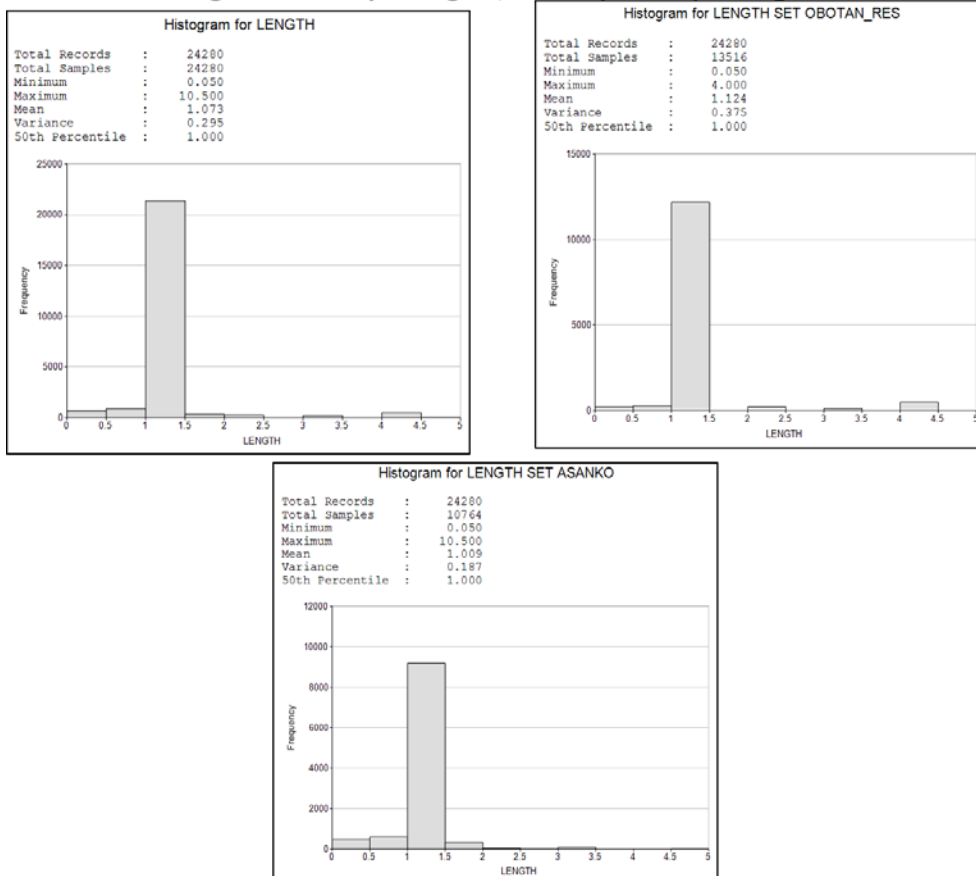 Histogram for LENGTH
Total Records : 24280
Total Samples : 24280
Minimum : 0.050
Maximum : 10.500
Mean : 1.073
Variance : 0.295
50th Percentile : 1.000
25000
20000
15000
10000
5000
0
Frequency
0 0.5 1 1.5 2 2.5 3 3.5 4 4.5 5
LENGTH
Histogram for LENGTH SET OBOTAN_RES
Total Records : 24280
Total Samples : 13516
Minimum : 0.050
Maximum : 4.000
Mean : 1.124
Variance : 0.375
50th Percentile : 1.000
15000
10000
5000
0
Frequency
0 0.5 1 1.5 2 2.5 3 3.5 4 4.5 5
LENGTH
Histogram for LENGTH SET ASANKO
Total Records : 24280
Total Samples : 10764
Minimum : 0.050
Maximum : 10.500
Mean : 1.009
Variance : 0.187
50th Percentile : 1.000
12000
10000
8000
6000
4000
2000
0
Frequency
0 0.5 1 1.5 2 2.5 3 3.5 4 4.5 5
LENGTH